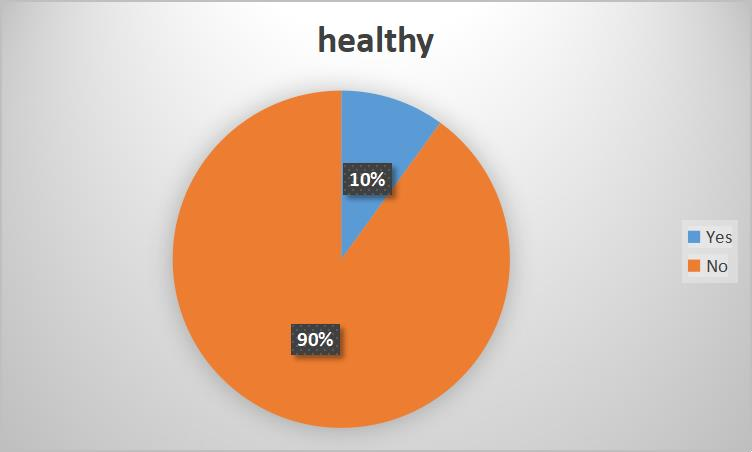 healthy
10%
90%
Yes
No